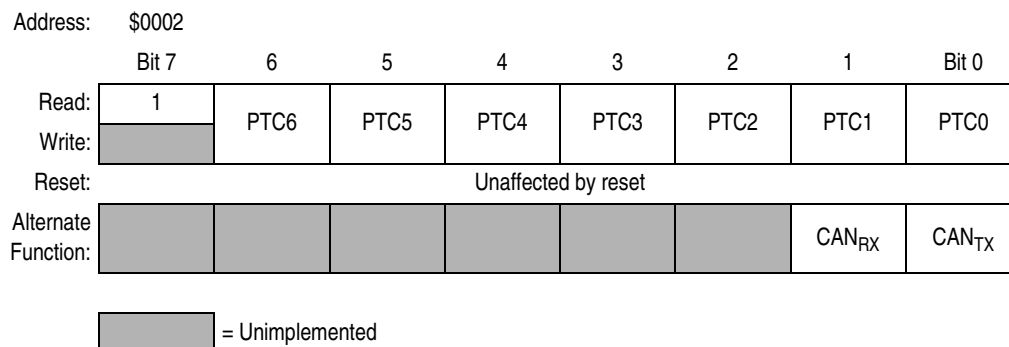 Address: $0002
Bit 7 6 5 4 3 2 1 Bit 0
Read: 1 PTC6 PTC5 PTC4 PTC3 PTC2 PTC1 PTC0
Write:
Reset: Unaffected by reset
Alternate
Function: CANRX CANTX
= Unimplemented